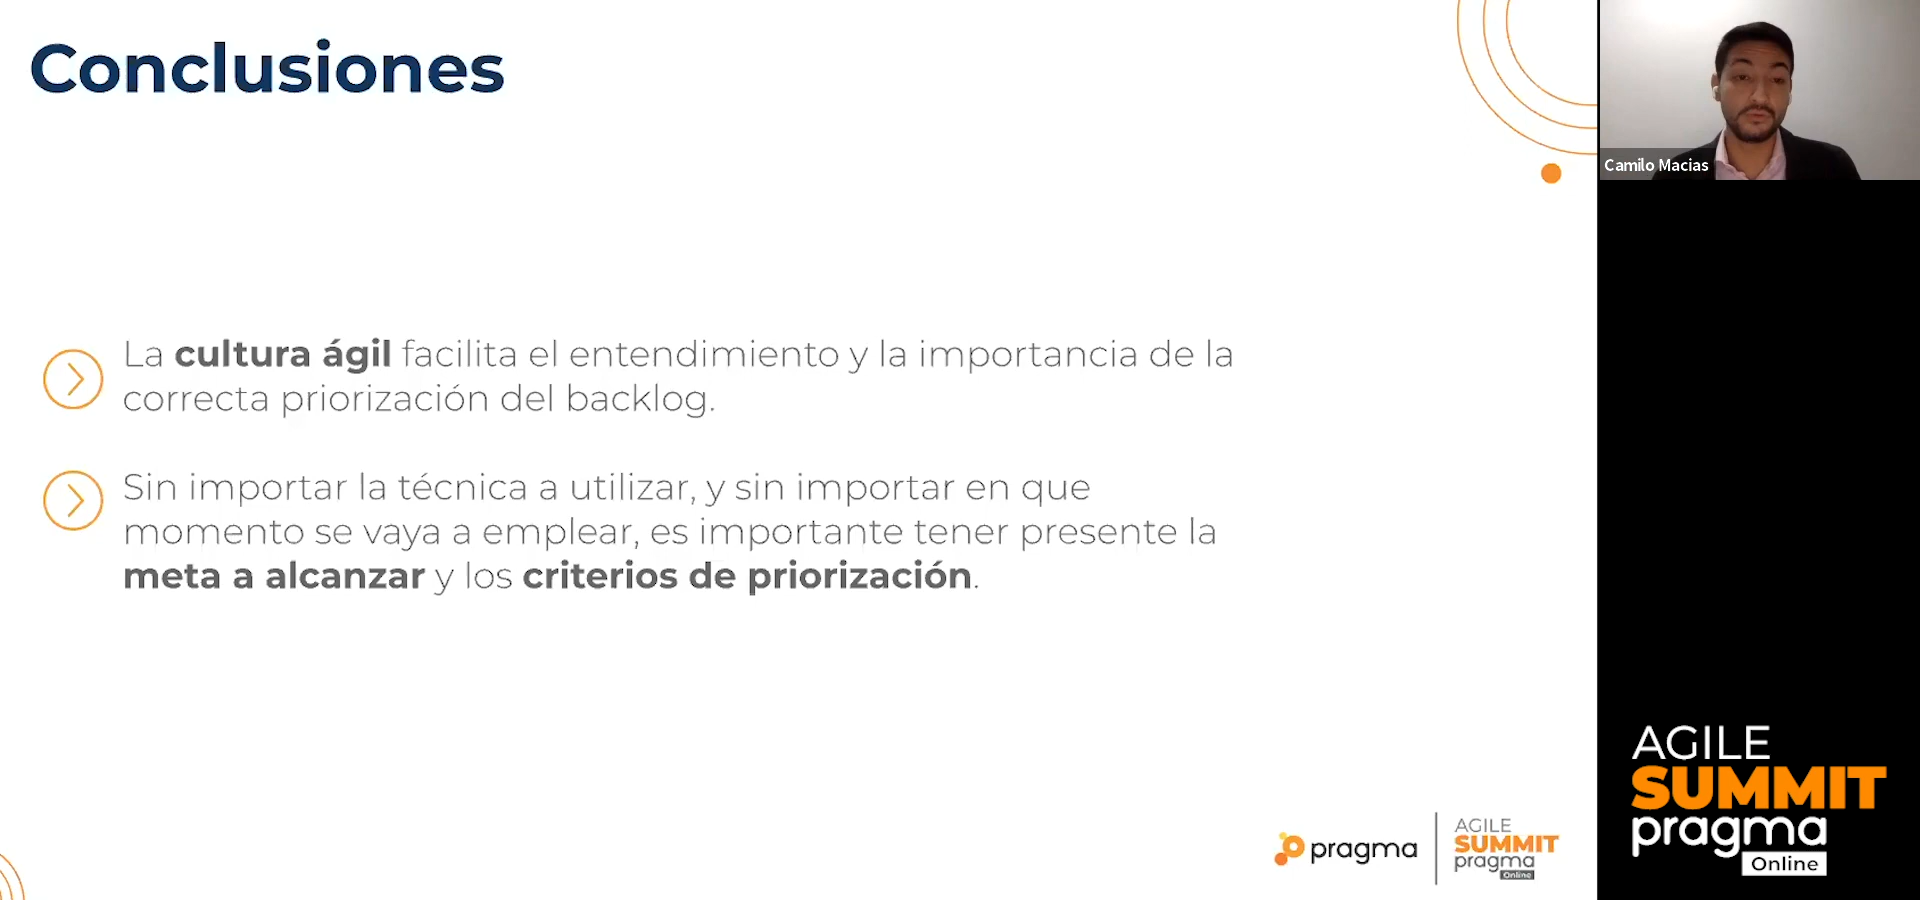 Conclusiones
La cultura ágil facilita el entendimiento y la importancia de la
correcta priorización del backlog.
Sin importar la técnica a utilizar, y sin importar en que
momento se vaya a emplear, es importante tener presente la
meta a alcanzar y los criterios de priorización.
pragma
AGILE
SUMMIT
pragma
Online
Camilo Macias
AGILE
SUMMIT
pragma
Online